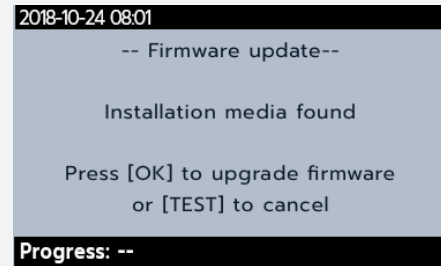 2018-10-24 08:01
-- Firmware update--
Installation media found
Press [OK] to upgrade firmware
or [TEST] to cancel
Progress: --